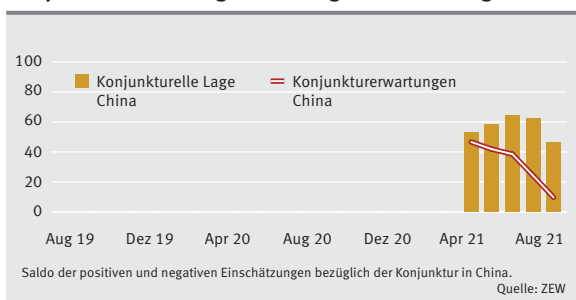 100
80
60
40
20
0
Konjunkturelle Lage
China
Konjunkturerwartungen
China
Aug 19 Dez 19 Apr 20 Aug 20 Dez 20 Apr 21 Aug 21
Saldo der positiven und negativen Einschätzungen bezüglich der Konjunktur in China.
Quelle: ZEW